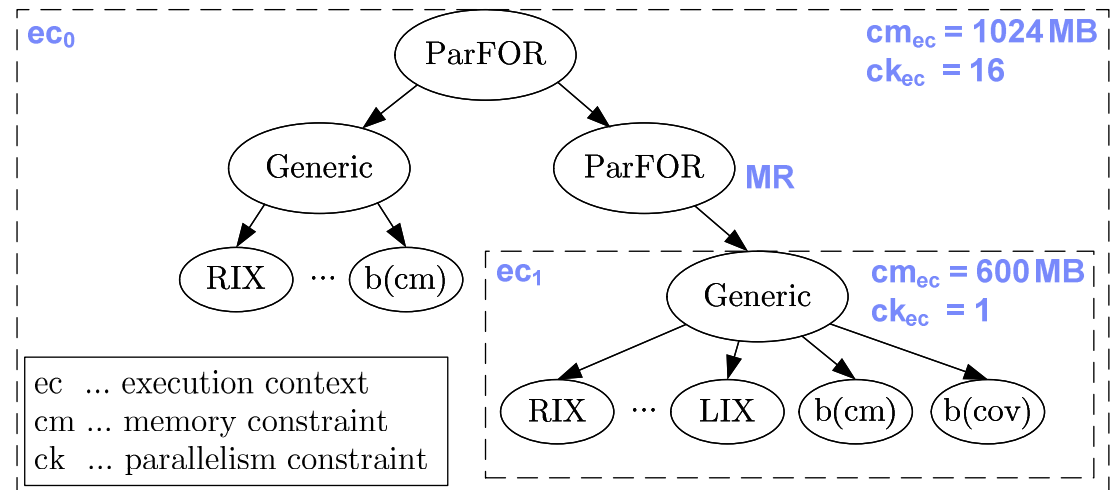 ec0
ParFOR
cmec = 1024 MB
ckec = 16
Generic
ParFOR
MR
RIX
...
b(cm)
ec1
Generic
cmec = 600 MB
ckec = 1
RIX
...
LIX
b(cm)
b(cov)
ec ... execution context
cm ... memory constraint
ck ... parallelism constraint